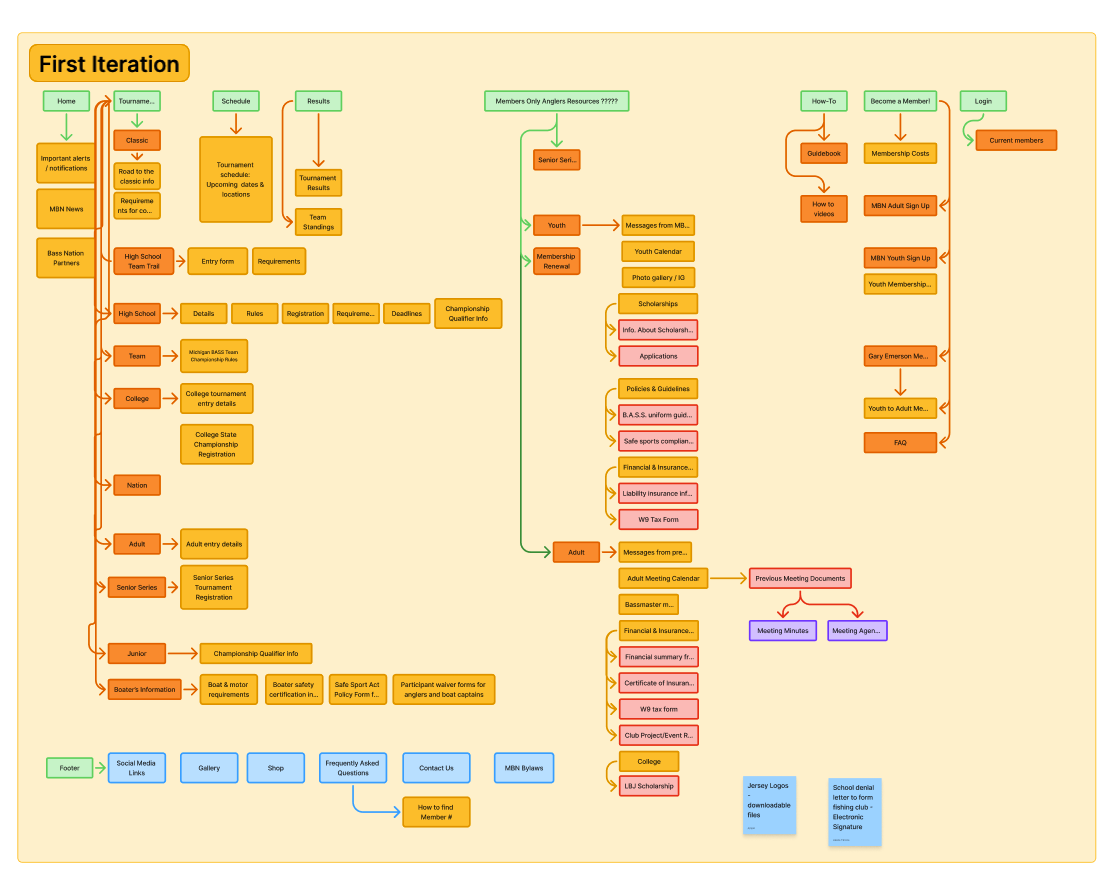 First Iteration
Home
Tourname...
Schedule
Results
Members Only Anglers Resources ?????
How-To
Become a Member!
Login
Important alerts
/ notifications
MBN News
Bass Nation
Partners
Classic
Road to the
classic info
Requireme
nts for co...
Tournament
schedule:
Upcoming dates &
locations
Tournament
Results
Team
Standings
Senior Seri...
Youth
Membership
Renewal
Guidebook
How to
videos
Membership Costs
MBN Adult Sign Up
MBN Youth Sign Up
Youth Membership...
Gary Emerson Me...
Youth to Adult Me...
FAQ
Current members
High School
Team Trail
Entry form
Requirements
High School
Details
Rules
Registration
Requireme...
Deadlines
Championship
Qualifier Info
Team
Michigan BASS Team
Championship Rules
College
College tournament
entry details
College State
Championship
Registration
Nation
Adult
Adult entry details
Senior Series
Senior Series
Tournament
Registration
Junior
Championship Qualifier info
Boater's Information
Boat & motor
requirements
Boater safety
certification in...
Safe Sport Act
Policy Form f...
Participant waiver forms for
anglers and boat captains
Messages from MB...
Youth Calendar
Photo gallery / IG
Scholarships
Info. About Scholarsh...
Applications
Policies & Guidelines
B.A.S.S. uniform guid...
Safe sports complian...
Financial & Insurance...
Liability insurance inf...
W9 Tax Form
Adult
Messages from pre...
Adult Meeting Calendar
Previous Meeting Documents
Meeting Minutes
Meeting Agen...
Bassmaster m...
Financial & Insurance...
Financial summary fr...
Certificate of Insuran...
W9 tax form
Club Project/Event R...
College
LBJ Scholarship
Footer
Social Media
Links
Gallery
Shop
Frequently Asked
Questions
Contact Us
MBN Bylaws
How to find
Member #
Jersey Logos
-
downloadable
files
School denial
letter to form
fishing club -
Electronic
Signature